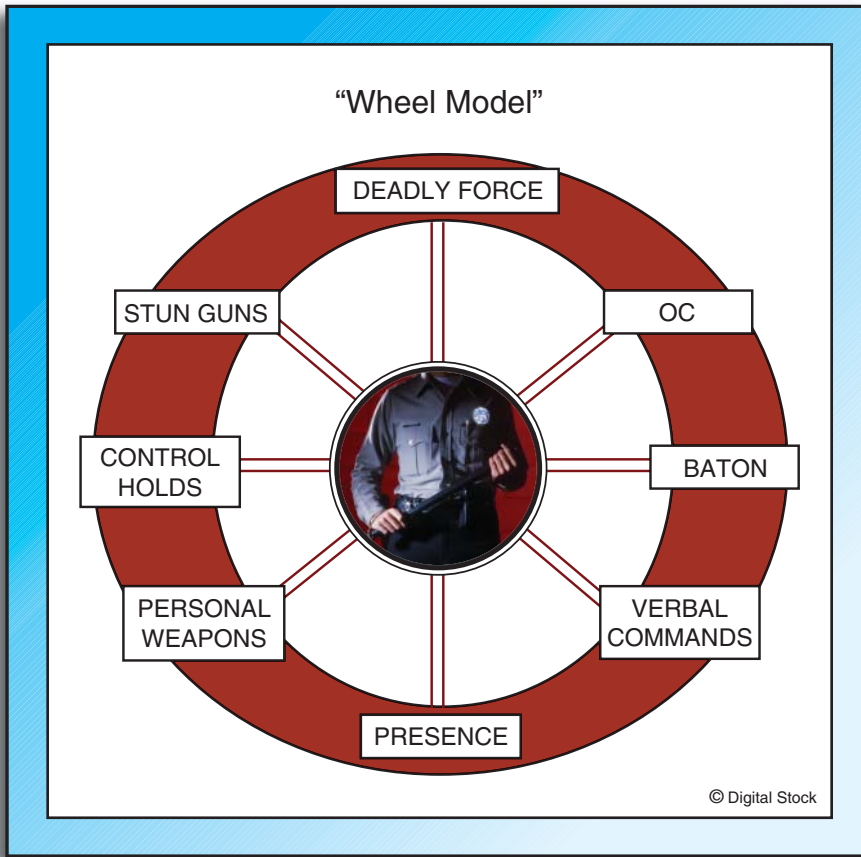 “Wheel Model”
DEADLY FORCE
STUN GUNS
OC
CONTROL
HOLDS
BATON
PERSONAL
WEAPONS
VERBAL
COMMANDS
PRESENCE
© Digital Stock